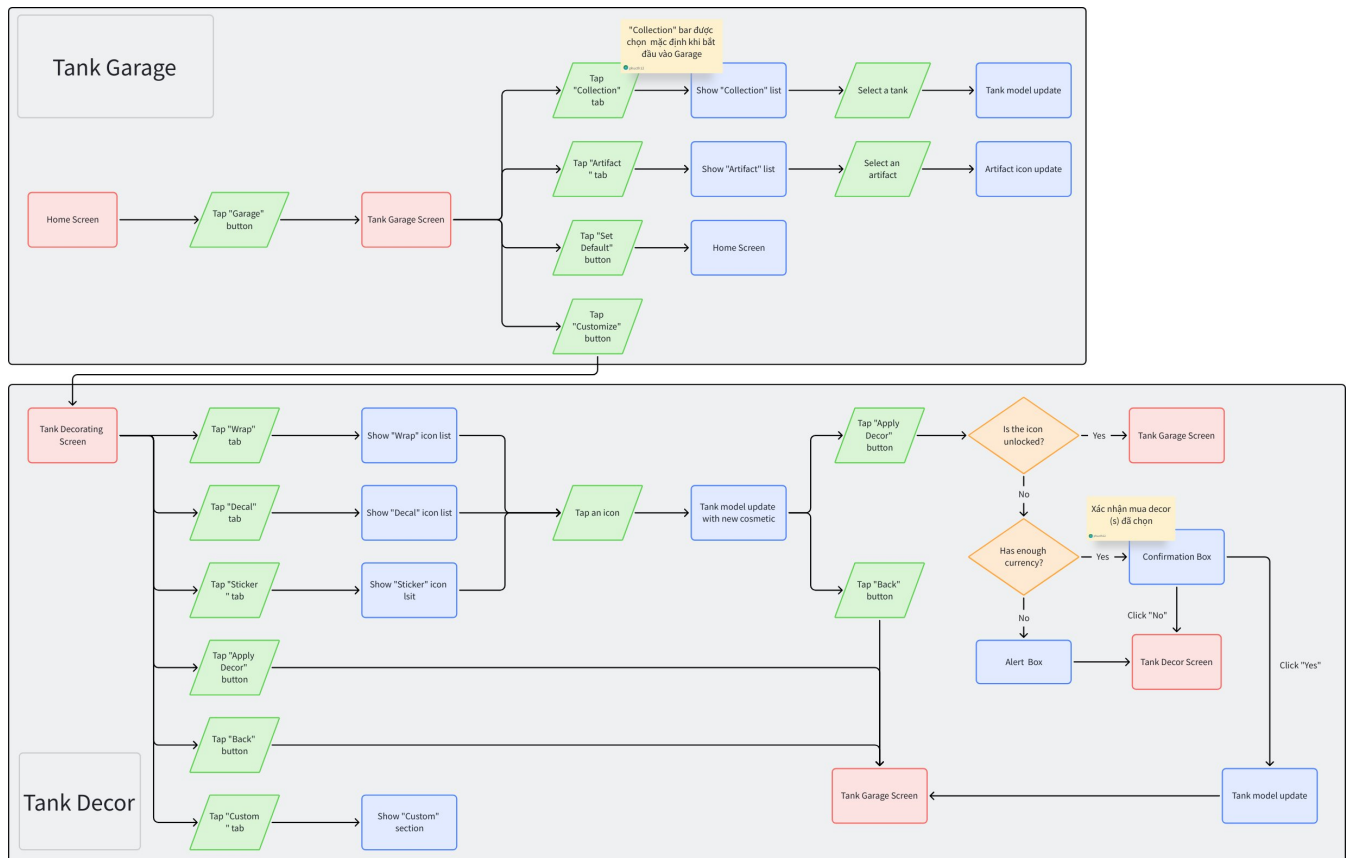 Tank Garage
"Collection" bar được
chọn  mặc định khi bắt
đầu vào Garage
Tap
"Collection"
tab
Show "Collection" list
Select a tank
Tank model update
Tap "Artifact
" tab
Show "Artifact" list
Select an
artifact
Artifact icon update
Home Screen
Tap "Garage"
button
Tank Garage Screen
Tap "Set
Default"
button
Home Screen
Tap
"Customize"
button
Tank Decorating
Screen
Tap "Wrap"
tab
Show "Wrap" icon list
Tap "Apply
Decor"
button
Is the icon
unlocked?
Yes
Tank Garage Screen
No
Tap "Decal"
tab
Show "Decal" icon list
Tap an icon
Tank model update
with new cosmetic
Xác nhận mua decor
(s) đã chọn
Has enough
currency?
Yes
Confirmation Box
Tap "Sticker
" tab
Show "Sticker" icon
lsit
Tap "Back"
button
No
Click "No"
Tap "Apply
Decor"
button
Alert  Box
Tank Decor Screen
Click "Yes"
Tap "Back"
button
Tank Decor
Tank Garage Screen
Tank model update
Tap "Custom
" tab
Show "Custom"
section